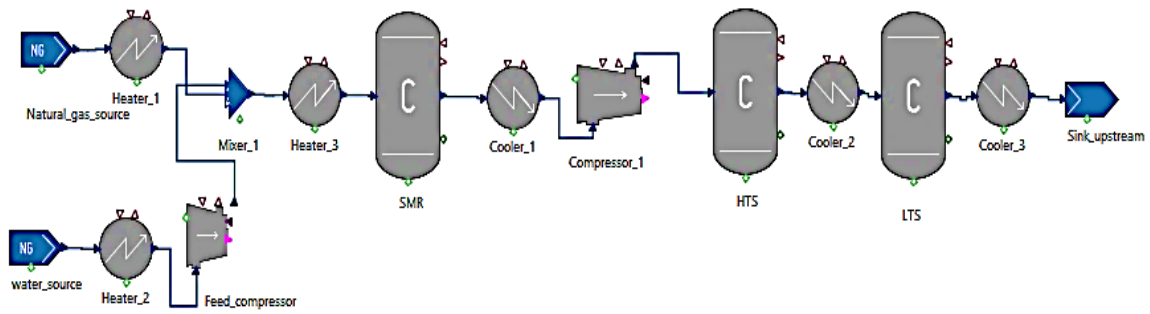 NG
Heater_1
Natural_gas_source
Mixer_1
Heater_3
C
SMR
Cooler_1
Compressor_1
C
HTS
Cooler_2
C
LTS
Cooler_3
Sink_upstream
NG
water_source
Heater_2
Feed_compressor